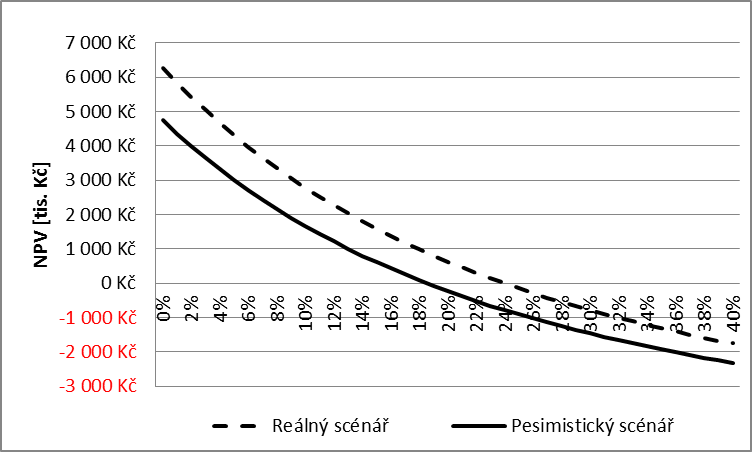 7 000 Kč
6 000 Kč
5 000 Kč
4 000 Kč
3 000 Kč
2 000 Kč
1 000 Kč
0 Kč
-1 000 Kč
-2 000 Kč
-3 000 Kč
NPV [tis. Kč]
0% 2% 4% 6% 8% 10% 12% 14% 16% 18% 20% 22% 24% 26% 28% 30% 32% 34% 36% 38% 40%
Reálný scénář Pesimistický scénář